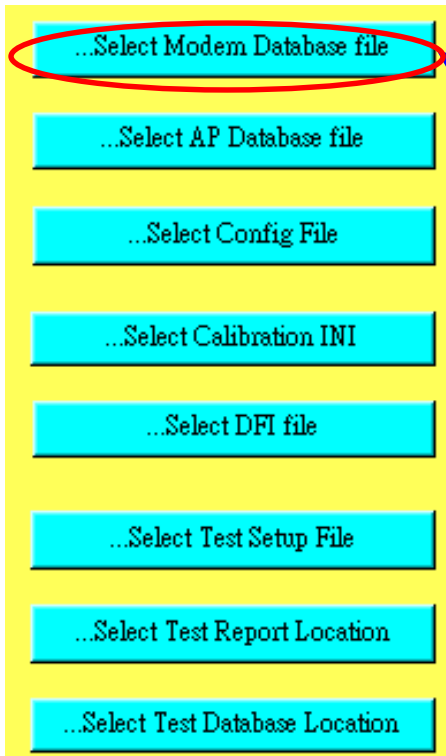 ...Select Modem Database file
...Select AP Database file
...Select Config File
...Select Calibration INI
...Select DFI file
...Select Test Setup File
...Select Test Report Location
...Select Test Database Location